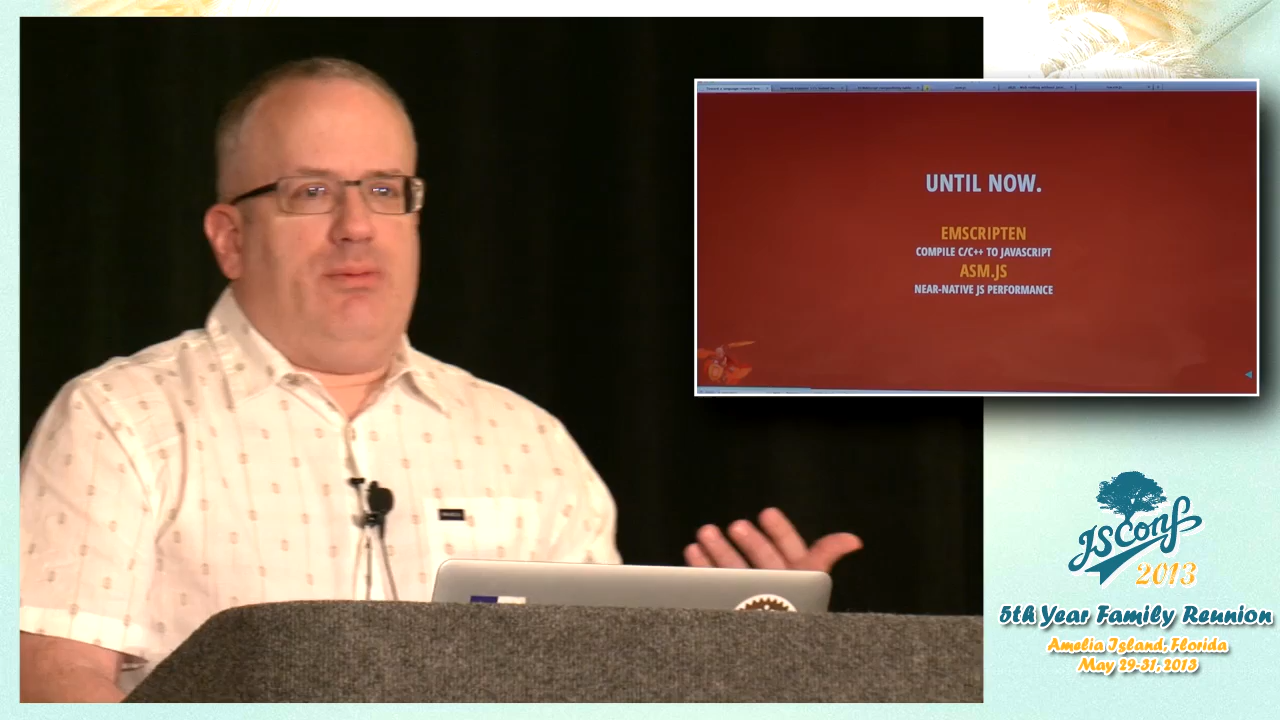 UNTIL NOW.
EMSCRIPTEN
COMPILE C/C++ TO JAVASCRIPT
ASM.JS
NEAR-NATIVE JS PERFORMANCE
JSConf
2013
5th Year Family Reunion
Amelia Island, Florida
May 29-31, 2013